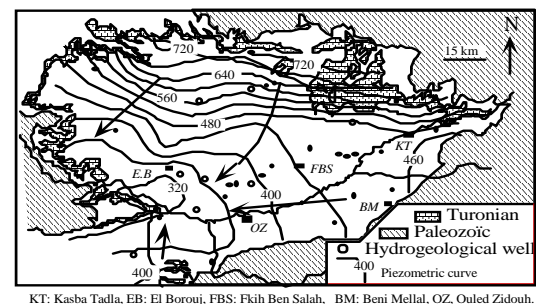 N
720
720
15 km
640
560
480
KT
460
E.B
FBS
320
400
BM
OZ
400
Turonian
Paleozoïc
Hydrogeological well
400
Piezometric curve
KT: Kasba Tadla, EB: El Borouj, FBS: Fkih Ben Salah, BM: Beni Mellal, OZ, Ouled Zidouh.